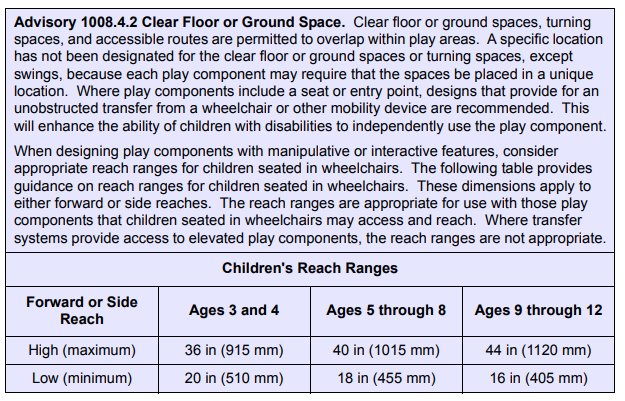 Advisory 1008.4.2 Clear Floor or Ground Space. Clear floor or ground spaces, turning
spaces, and accessible routes are permitted to overlap within play areas. A specific location
has not been designated for the clear floor or ground spaces or turning spaces, except
swings, because each play component may require that the spaces be placed in a unique
location. Where play components include a seat or entry point, designs that provide for an
unobstructed transfer from a wheelchair or other mobility device are recommended. This
will enhance the ability of children with disabilities to independently use the play component.
When designing play components with manipulative or interactive features, consider
appropriate reach ranges for children seated in wheelchairs. The following table provides
guidance on reach ranges for children seated in wheelchairs. These dimensions apply to
either forward or side reaches. The reach ranges are appropriate for use with those play
components that children seated in wheelchairs may access and reach. Where transfer
systems provide access to elevated play components, the reach ranges are not appropriate.
Children's Reach Ranges
Forward or Side
Reach
Ages 3 and 4
Ages 5 through 8
Ages 9 through 12
High (maximum)
36 in (915 mm)
40 in (1015 mm)
44 in (1120 mm)
Low (minimum)
20 in (510 mm)
18 in (455 mm)
16 in (405 mm)